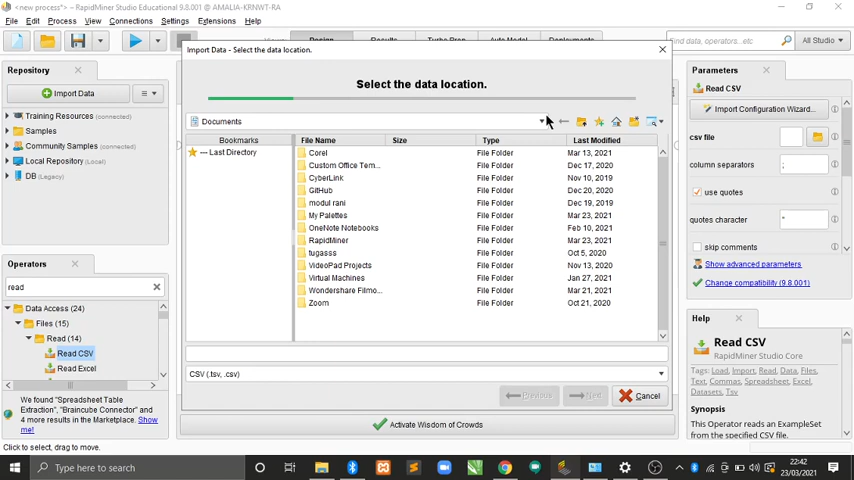 <new process*> – RapidMiner Studio Educational 9.8.001 @ AMALIA-KRNWT-RA
File Edit Process View Connections Settings Extensions Help
Design Results Turbo Prep Auto Model Deployments
Find data, operators...etc
All Studio
Repository
Import Data
Training Resources (connected)
Samples
Community Samples (connected)
Local Repository (Local)
DB (Legacy)
Operators
read
Data Access (24)
Files (15)
Read (14)
Read CSV
Read Excel
We found "Spreadsheet Table
Extraction", "Braincube Connector" and
4 more results in the Marketplace. Show
me!
Click to select, drag to move.
Import Data - Select the data location.
Select the data location.
Documents
Bookmarks
--- Last Directory
File Name Size Type Last Modified
Corel File Folder Mar 13, 2021
Custom Office Tem... File Folder Dec 17, 2020
CyberLink File Folder Nov 10, 2019
GitHub File Folder Dec 20, 2020
modul rani File Folder Dec 19, 2019
My Palettes File Folder Mar 23, 2021
OneNote Notebooks File Folder Feb 10, 2021
RapidMiner File Folder Mar 23, 2021
tugasss File Folder Oct 5, 2020
VideoPad Projects File Folder Nov 13, 2020
Virtual Machines File Folder Jan 27, 2021
Wondershare Filmo... File Folder Mar 21, 2021
Zoom File Folder Oct 21, 2020
CSV (.tsv, .csv)
Previous Next Cancel
Activate Wisdom of Crowds
Parameters
Read CSV
Import Configuration Wizard...
csv file
column separators ;
use quotes
quotes character "
skip comments
Show advanced parameters
Change compatibility (9.8.001)
Help
Read CSV
RapidMiner Studio Core
Tags: Load, Import, Read, Data, Files,
Text, Commas, Spreadsheet, Excel,
Datasets, Tsv
Synopsis
This Operator reads an ExampleSet
from the specified CSV file.
Type here to search
22:42
23/03/2021